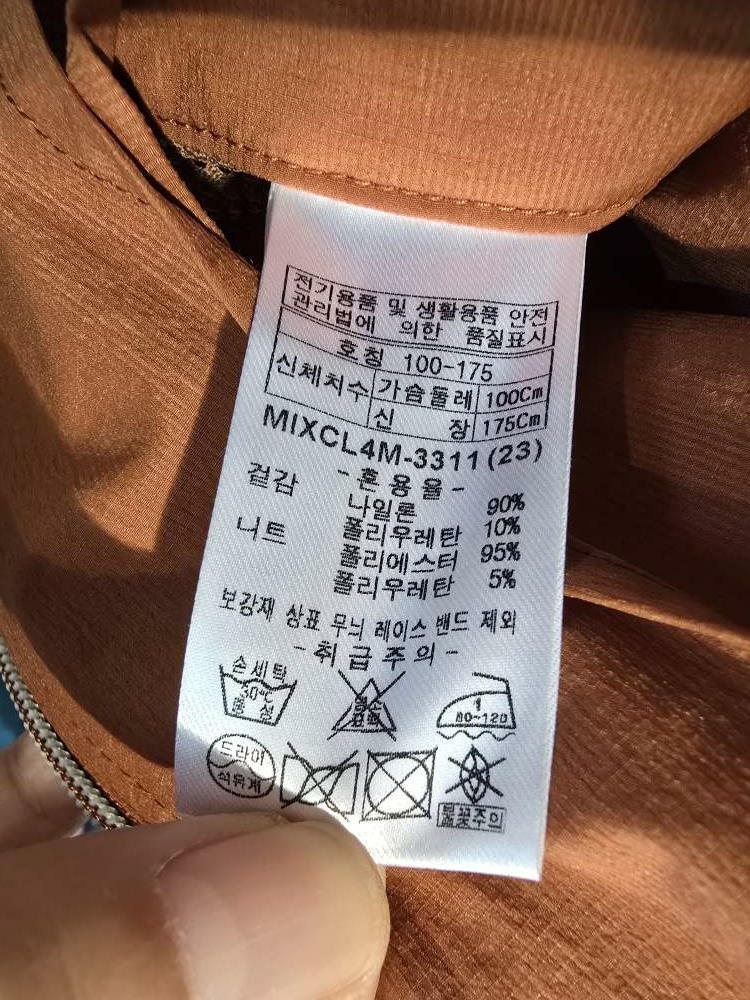 전기용품 및 생활용품 안전
관리법에 의한 품질표시
호칭 100-175
신체치수 가슴둘레 100Cm
신 장 175Cm
MIXCL4M-3311(23)
-혼용율-
겉감 나일론 90%
폴리우레탄 10%
니트 폴리에스터 95%
폴리우레탄 5%
보강재 상표 무늬 레이스 밴드 제외
-취급주의-
손세탁
30℃
중성
염소
표백
1
80~120
드라이
석유계
불꽃주의